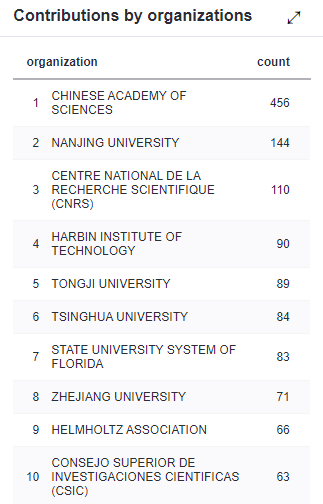 Contributions by organizations
organization count
1 CHINESE ACADEMY OF
SCIENCES 456
2 NANJING UNIVERSITY 144
CENTRE NATIONAL DE LA
3 RECHERCHE SCIENTIFIQUE 110
(CNRS)
4 HARBIN INSTITUTE OF
TECHNOLOGY 90
5 TONGJI UNIVERSITY 89
6 TSINGHUA UNIVERSITY 84
7 STATE UNIVERSITY SYSTEM OF
FLORIDA 83
8 ZHEJIANG UNIVERSITY 71
9 HELMHOLTZ ASSOCIATION 66
CONSEJO SUPERIOR DE
10 INVESTIGACIONES CIENTIFICAS 63
(CSIC)